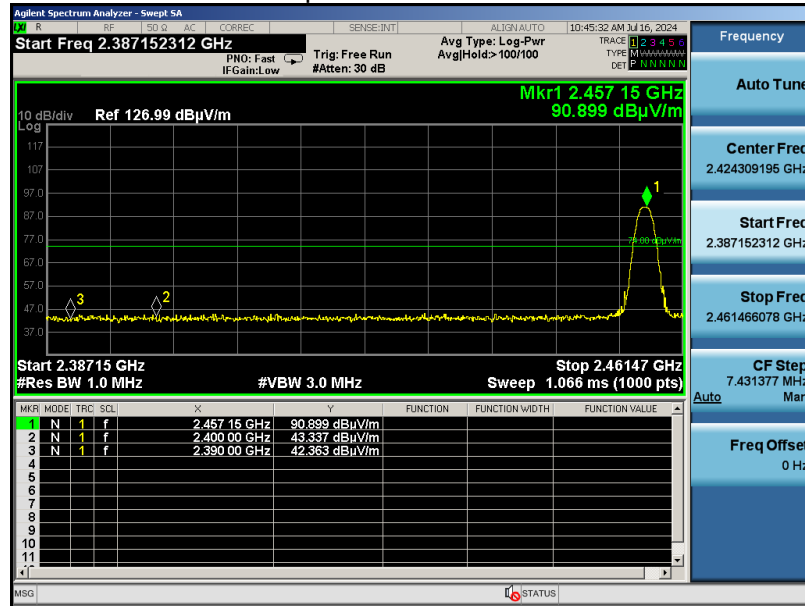 Agilent Spectrum Analyzer - Swept SA
LXI R RF 50 Ω AC CORREC SENSE:INT ALIGN AUTO 10:45:32 AM Jul 16, 2024
Start Freq 2.387152312 GHz
PNO: Fast
IFGain:Low
Trig: Free Run
#Atten: 30 dB
Avg Type: Log-Pwr
Avg|Hold:>100/100
TRACE 1 2 3 4 5 6
TYPE M
DET P N N N N N
Mkr1 2.457 15 GHz
90.899 dBµV/m
10 dB/div Ref 126.99 dBµV/m
Log
117
107
97.0
87.0
77.0
67.0
57.0
47.0
37.0
1
2
3
Start 2.38715 GHz Stop 2.46147 GHz
#Res BW 1.0 MHz #VBW 3.0 MHz Sweep 1.066 ms (1000 pts)
MKR MODE TRC SCL X Y FUNCTION FUNCTION WIDTH FUNCTION VALUE
1 N 1 f 2.457 15 GHz 90.899 dBµV/m
2 N 1 f 2.400 00 GHz 43.337 dBµV/m
3 N 1 f 2.390 00 GHz 42.363 dBµV/m
4
5
6
7
8
9
10
11
MSG STATUS
Frequency
Auto Tune
Center Freq
2.424309195 GHz
Start Freq
2.387152312 GHz
Stop Freq
2.461466078 GHz
CF Step
7.431377 MHz
Auto Man
Freq Offset
0 Hz